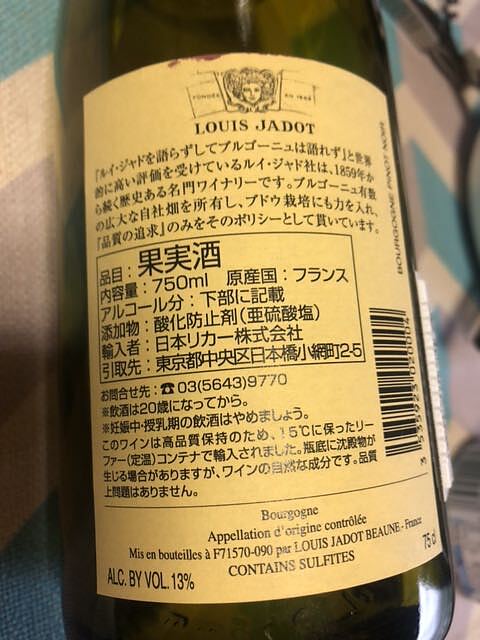 FONDÉE EN 1859
LOUIS JADOT
『ルイ・ジャドを語らずしてブルゴーニュは語れず』と世界
的に高い評価を受けているルイ・ジャド社は、1859年か
ら続く歴史ある名門ワイナリーです。ブルゴーニュ有数
の広大な自社畑を所有し、ブドウ栽培にも力を入れ、
『品質の追求』のみをそのポリシーとして貫いています。
品目：果実酒
内容量：750ml 原産国：フランス
アルコール分：下部に記載
添加物：酸化防止剤(亜硫酸塩)
輸入者：日本リカー株式会社
引取先：東京都中央区日本橋小網町2-5
お問合せ先：☎03(5643)9770
※飲酒は20歳になってから。
※妊娠中・授乳期の飲酒はやめましょう。
このワインは高品質保持のため、15℃に保ったリー
ファー(定温)コンテナで輸入されました。瓶底に沈殿物が
生じる場合がありますが、ワインの自然な成分です。品質
上問題はありません。
BOURGOGNE PINOT NOIR
3 535923 020004
Bourgogne
Appellation d'origine contrôlée
Mis en bouteilles à F71570-090 par LOUIS JADOT BEAUNE - France
CONTAINS SULFITES
75 cl
ALC. BY VOL. 13%